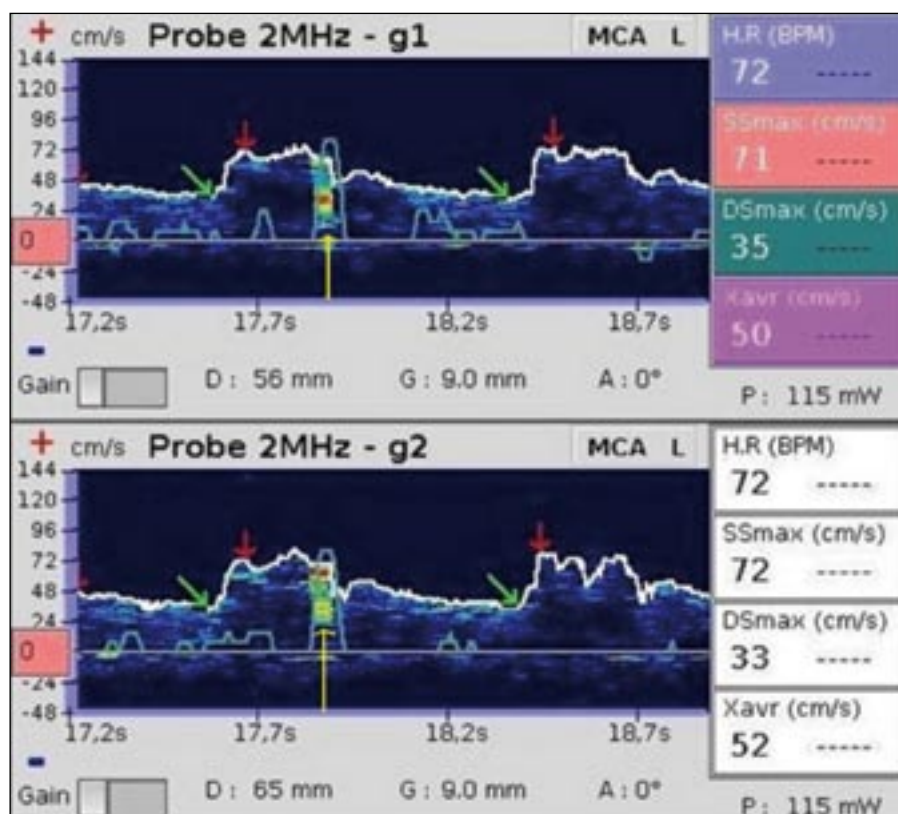 + cm/s Probe 2MHz - g1 MCA L
144
120
96
72
48
24
0
-24
-48
17,2s 17,7s 18,2s 18,7s
-
Gain D : 56 mm G : 9.0 mm A : 0°
H.R (BPM)
72 -----
SSmax (cm/s)
71 -----
DSmax (cm/s)
35 -----
Xavr (cm/s)
50 -----
P : 115 mW
+ cm/s Probe 2MHz - g2 MCA L
144
120
96
72
48
24
0
-24
-48
17,2s 17,7s 18,2s 18,7s
-
Gain D : 65 mm G : 9.0 mm A : 0°
H.R (BPM)
72 -----
SSmax (cm/s)
72 -----
DSmax (cm/s)
33 -----
Xavr (cm/s)
52 -----
P : 115 mW